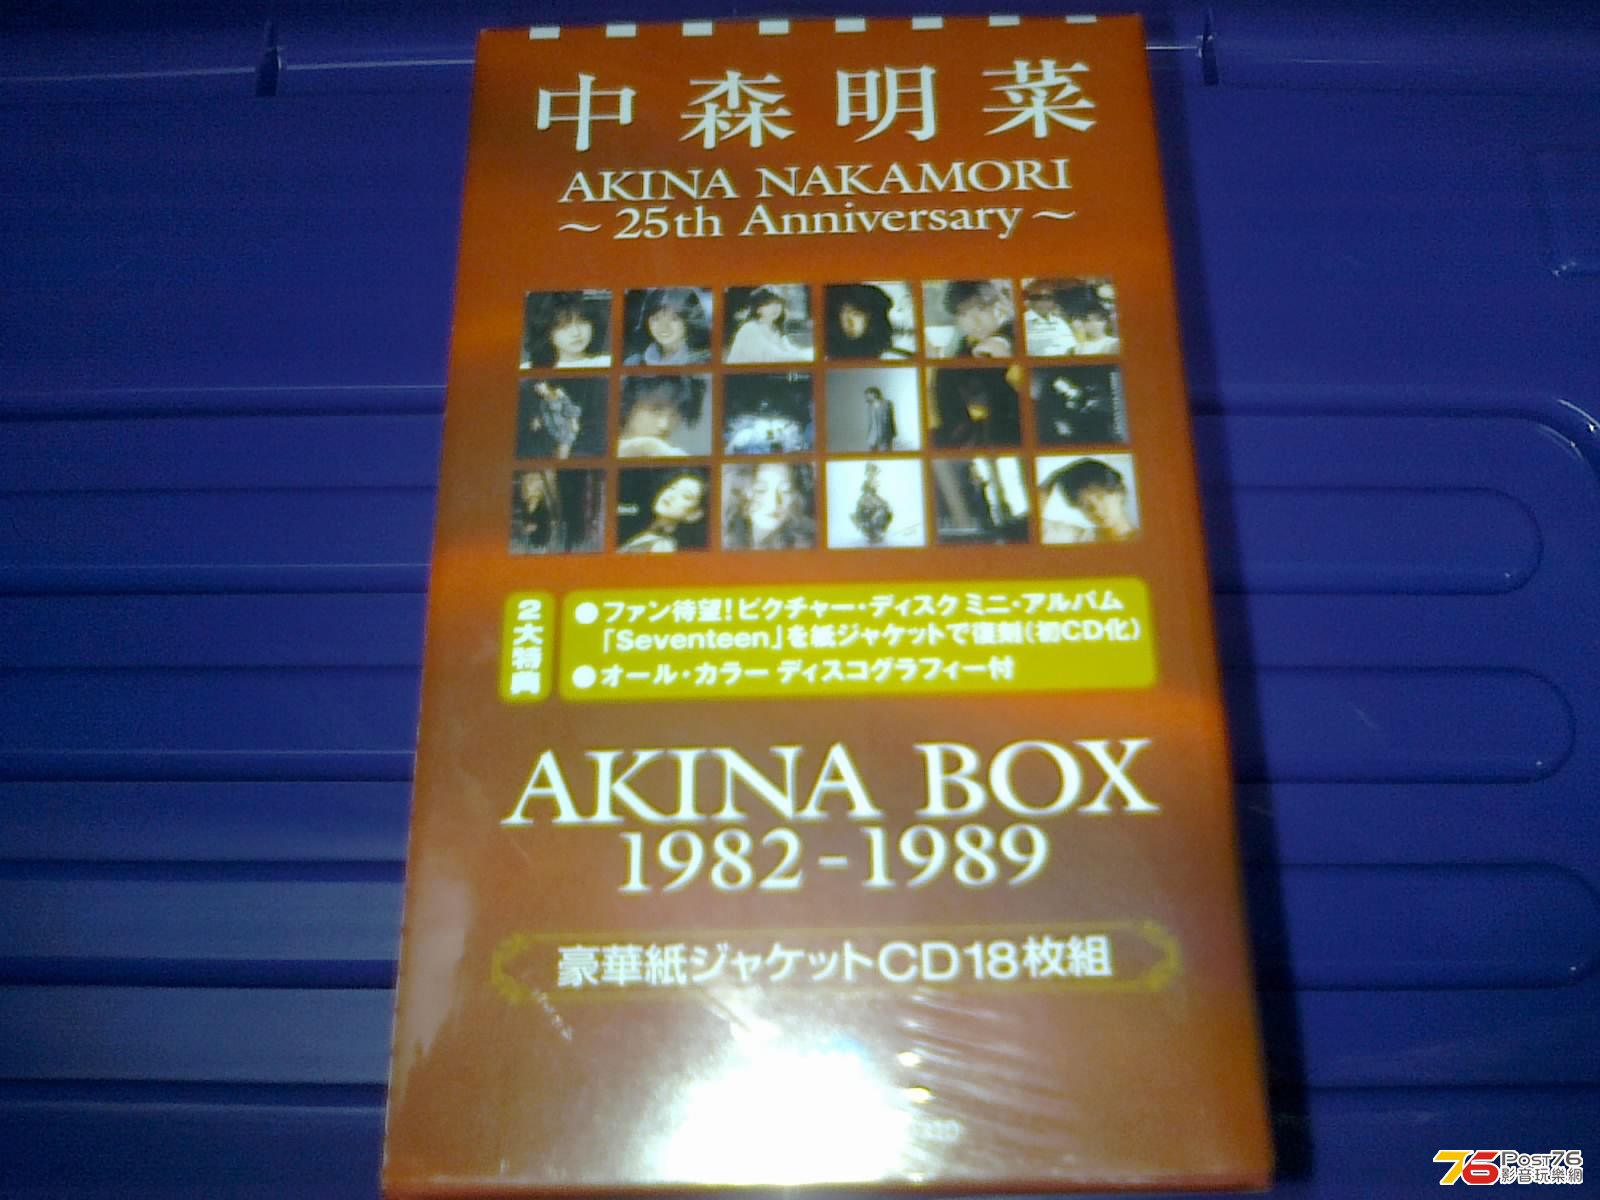 中森明菜
AKINA NAKAMORI
~25th Anniversary~
2大特典
●ファン待望!ピクチャー・ディスク ミニ・アルバム
「Seventeen」を紙ジャケットで復刻(初CD化)
●オール・カラー ディスコグラフィー付
AKINA BOX
1982-1989
豪華紙ジャケットCD18枚組
76 Post76
影音玩樂網